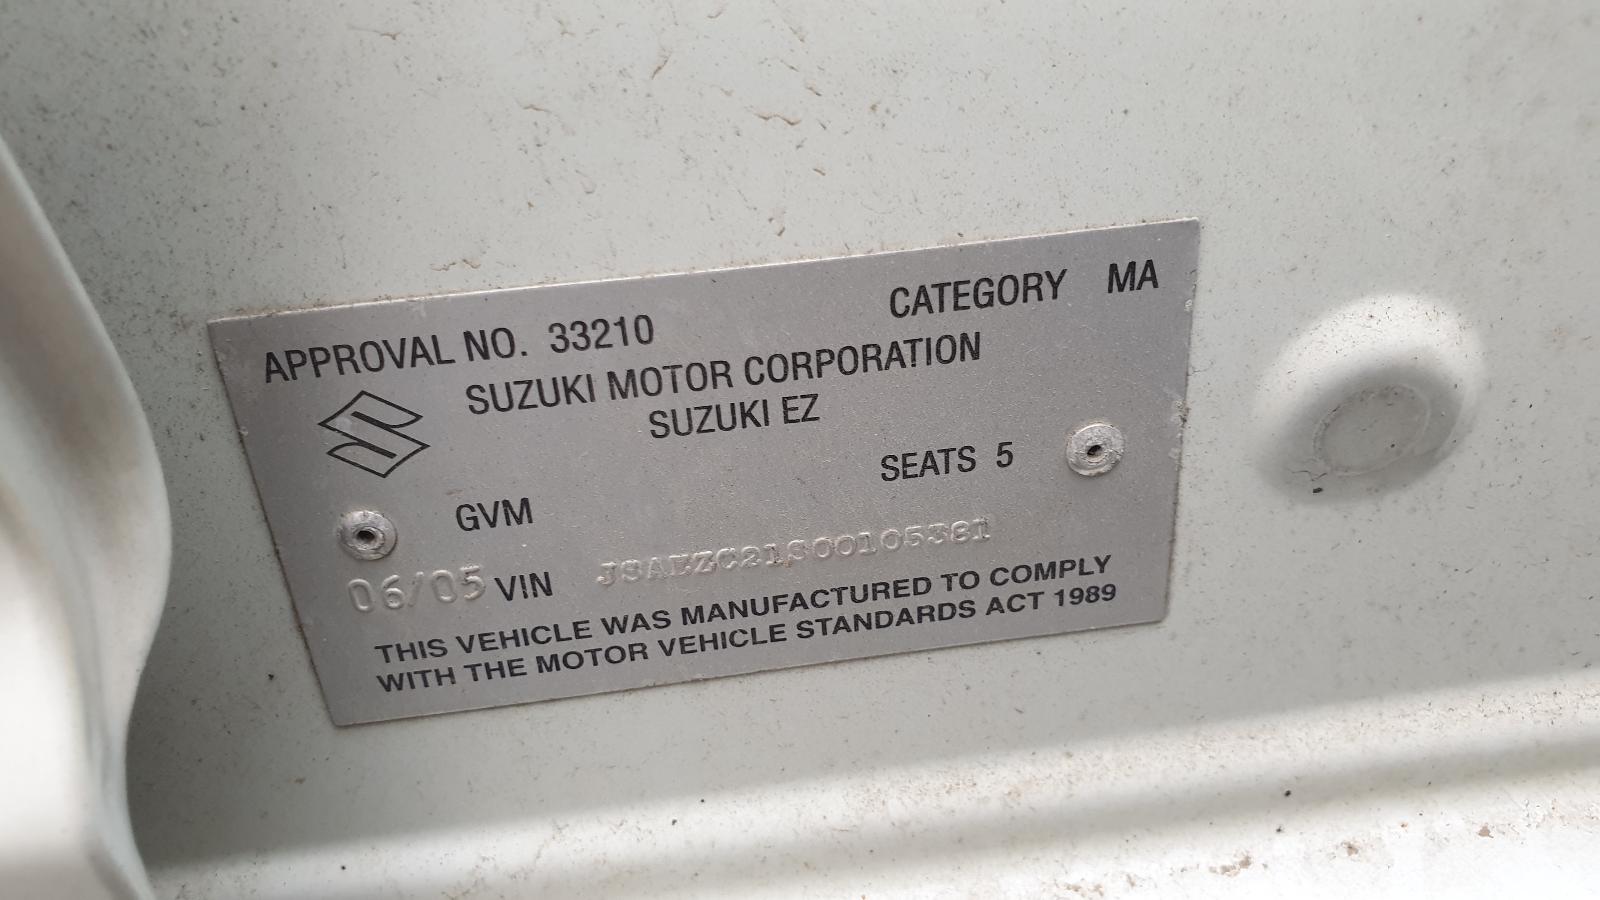 APPROVAL NO. 33210 CATEGORY MA
SUZUKI MOTOR CORPORATION
SUZUKI EZ
SEATS 5
GVM
06/05 VIN JSAEZC21S00105381
THIS VEHICLE WAS MANUFACTURED TO COMPLY
WITH THE MOTOR VEHICLE STANDARDS ACT 1989